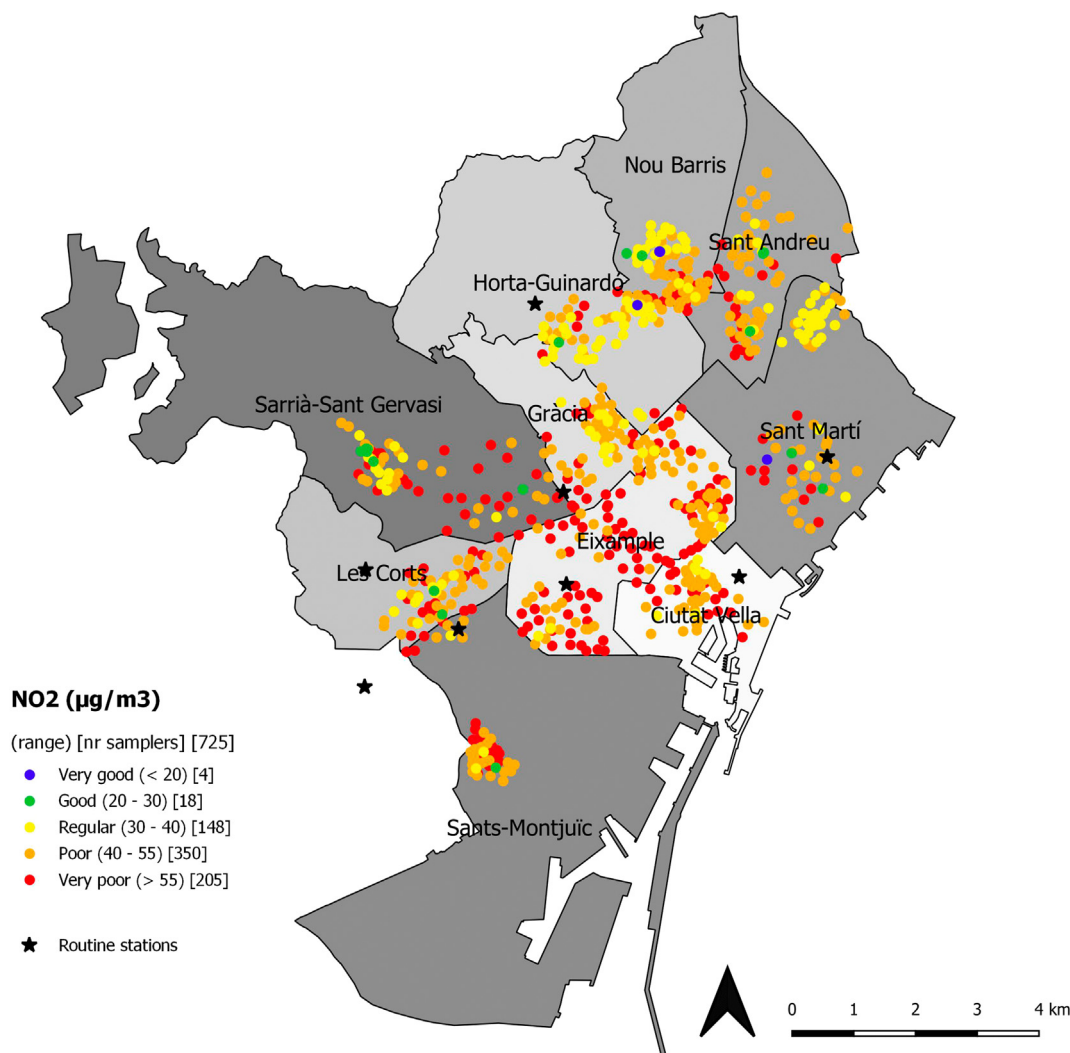 Nou Barris
Sant Andreu
Horta-Guinardó
Sarrià-Sant Gervasi
Gràcia
Sant Martí
Eixample
Les Corts
Ciutat Vella
Sants-Montjuïc
NO2 (µg/m3)
(range) [nr samplers] [725]
Very good (< 20) [4]
Good (20 - 30) [18]
Regular (30 - 40) [148]
Poor (40 - 55) [350]
Very poor (> 55) [205]
Routine stations
0 1 2 3 4 km